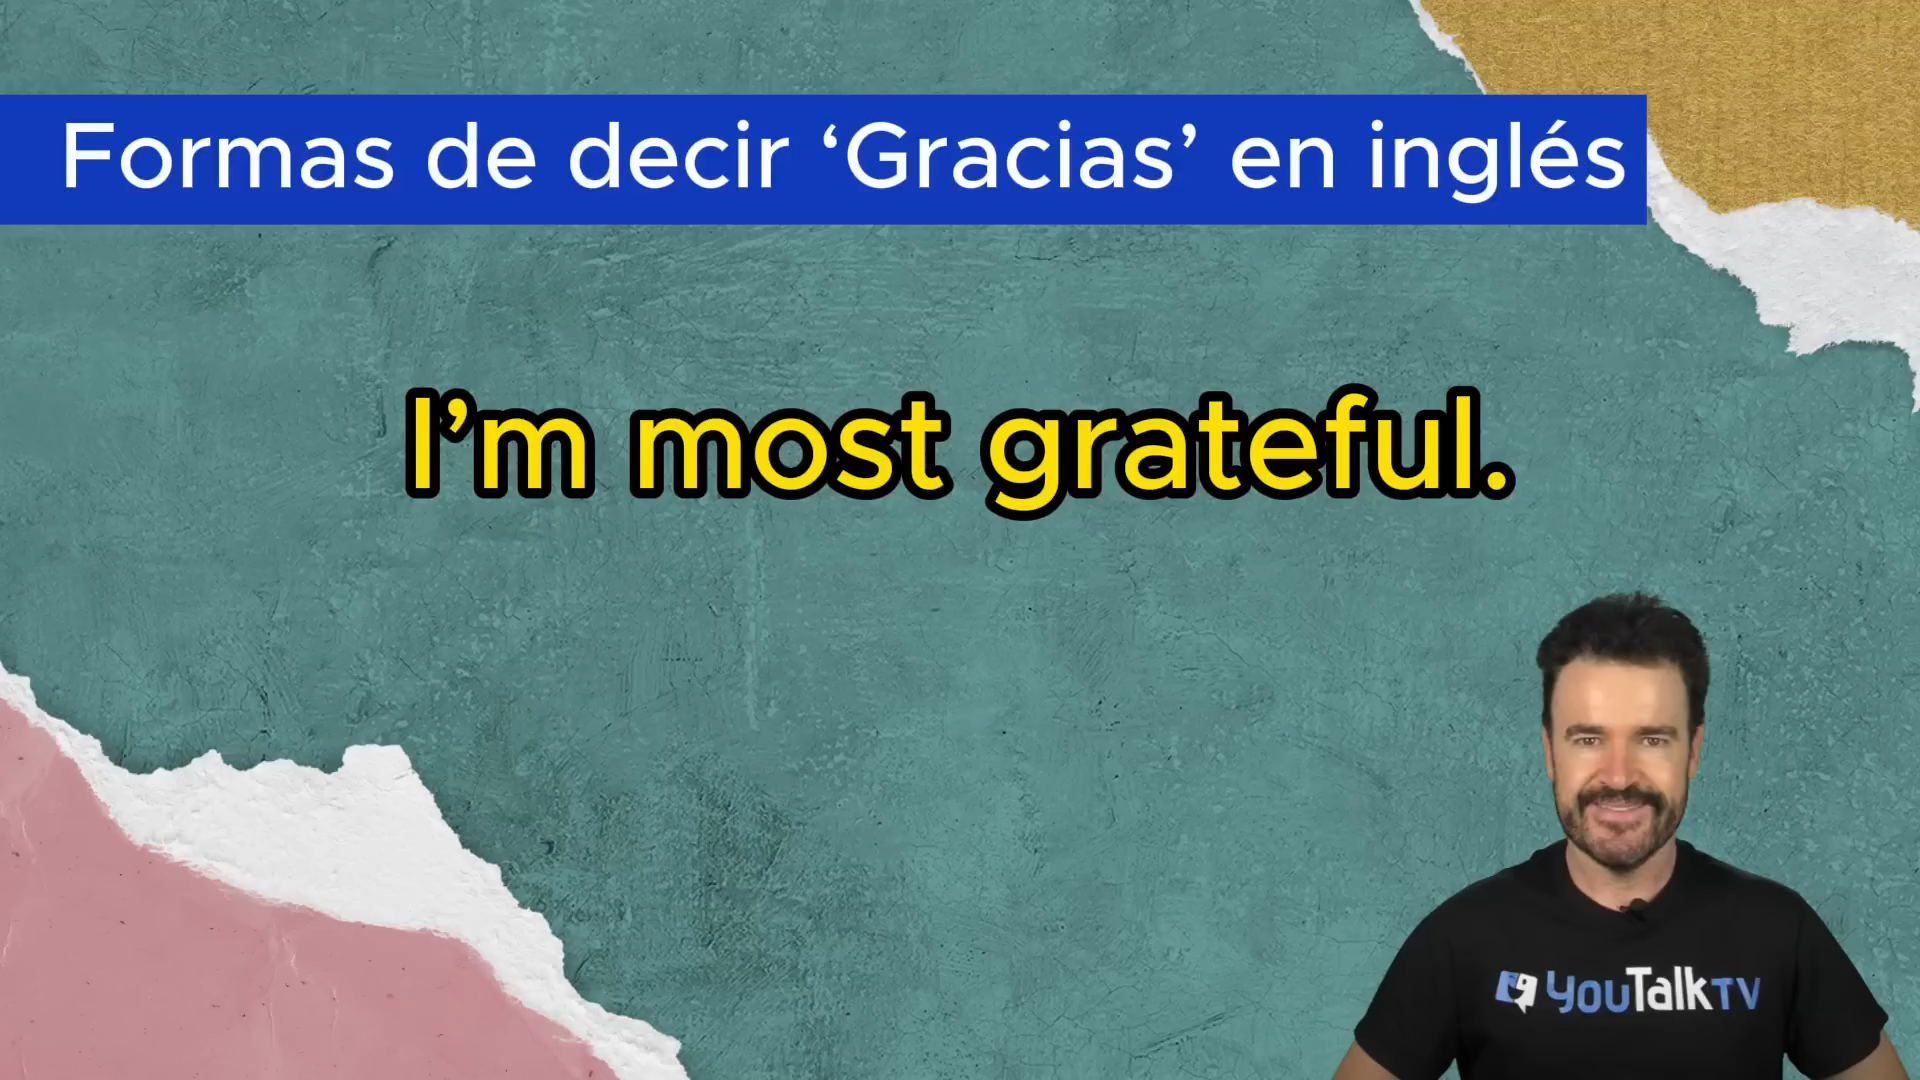 Formas de decir ‘Gracias’ en inglés
I’m most grateful.
YouTalkTV